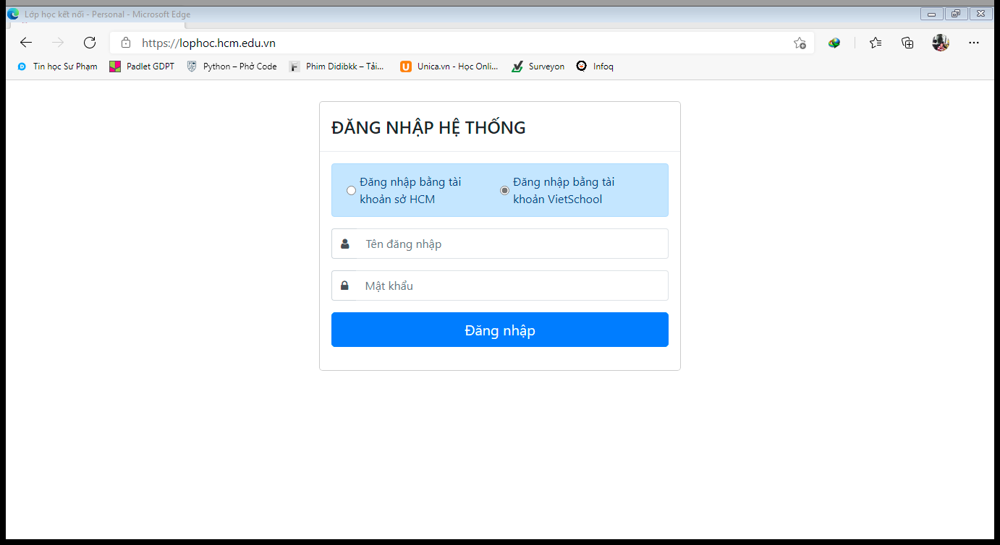 Lớp học kết nối - Personal - Microsoft Edge
https://lophoc.hcm.edu.vn
Tin học Sư Phạm Padlet GDPT Python – Phở Code Phim Didibkk – Tải... Unica.vn - Học Onli... Surveyon Infoq
ĐĂNG NHẬP HỆ THỐNG
Đăng nhập bằng tài
khoản sở HCM
Đăng nhập bằng tài
khoản VietSchool
Tên đăng nhập
Mật khẩu
Đăng nhập